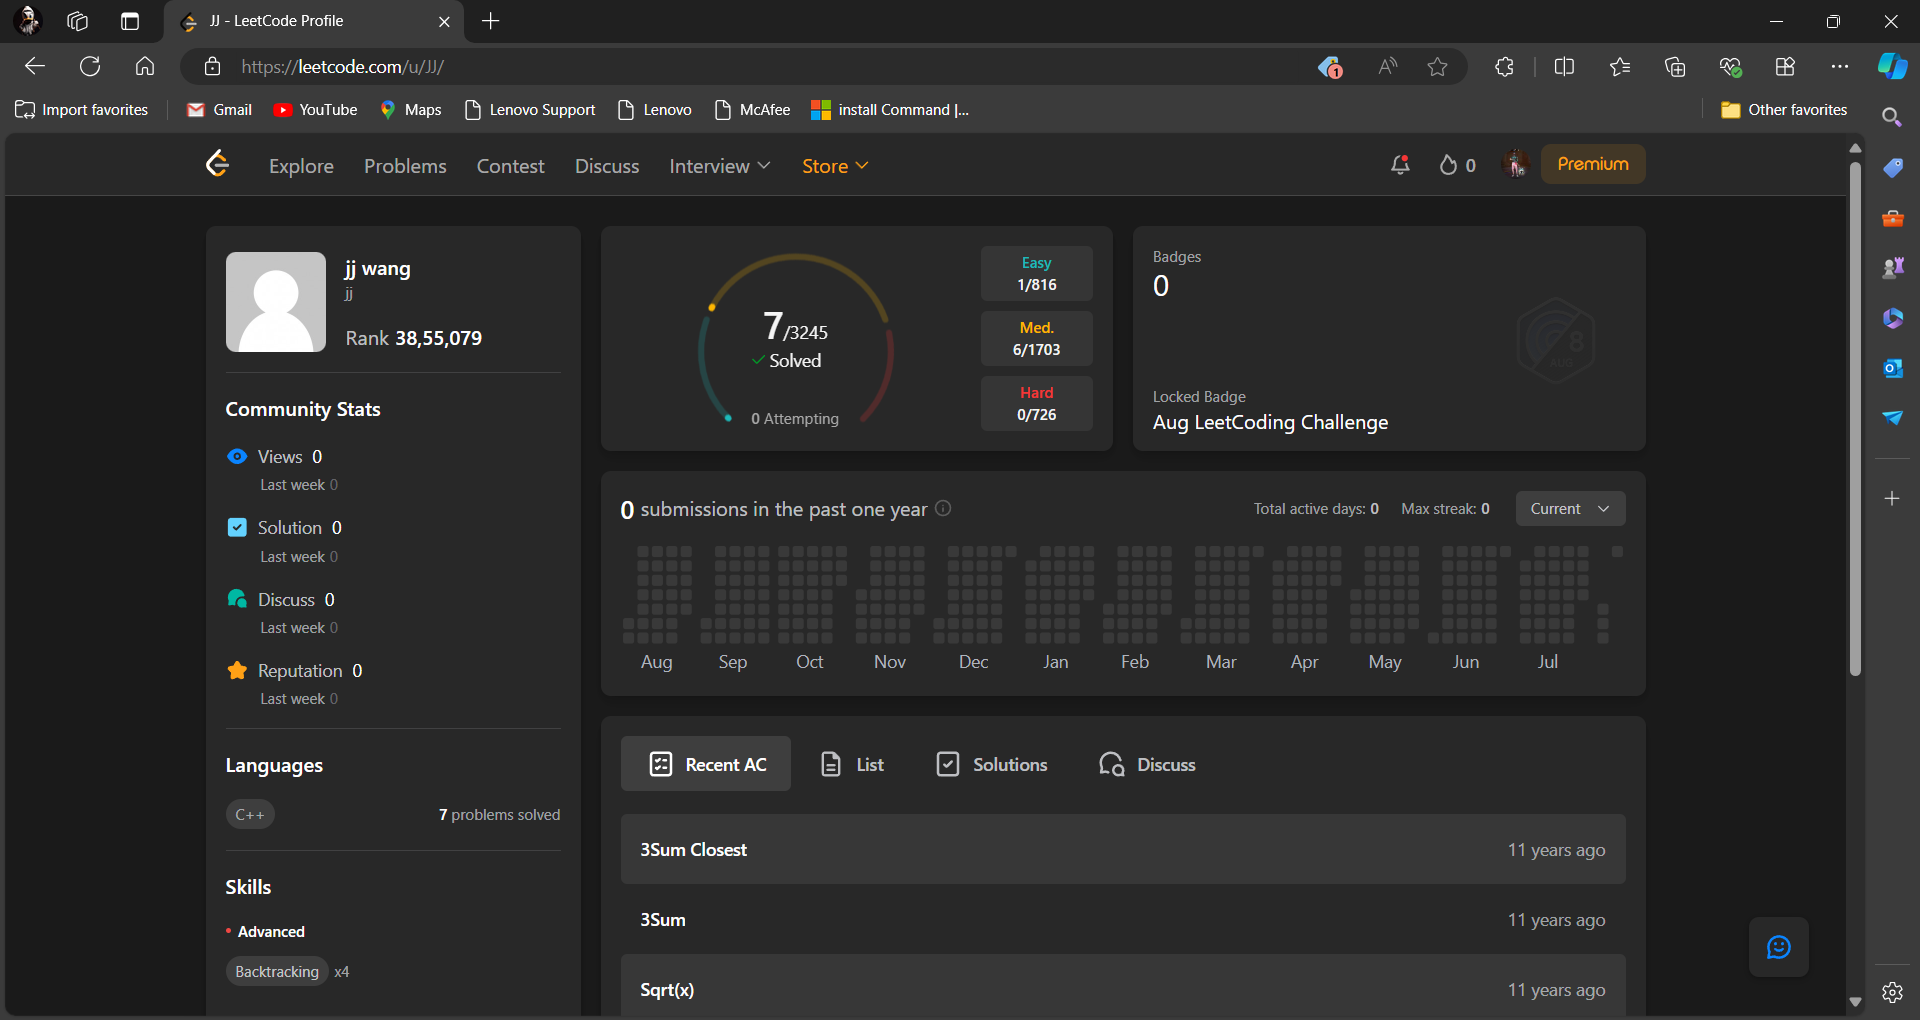 JJ - LeetCode Profile
https://leetcode.com/u/JJ/
1
Import favorites
Gmail
YouTube
Maps
Lenovo Support
Lenovo
McAfee
install Command |...
Other favorites
Explore
Problems
Contest
Discuss
Interview
Store
0
Premium
jj wang
jj
Rank 38,55,079
Community Stats
Views 0
Last week 0
Solution 0
Last week 0
Discuss 0
Last week 0
Reputation 0
Last week 0
Languages
C++
7 problems solved
Skills
Advanced
Backtracking x4
7/3245
Solved
0 Attempting
Easy
1/816
Med.
6/1703
Hard
0/726
Badges
0
8
AUG
Locked Badge
Aug LeetCoding Challenge
0 submissions in the past one year
Total active days: 0
Max streak: 0
Current
Aug Sep Oct Nov Dec Jan Feb Mar Apr May Jun Jul
Recent AC
List
Solutions
Discuss
3Sum Closest
11 years ago
3Sum
11 years ago
Sqrt(x)
11 years ago